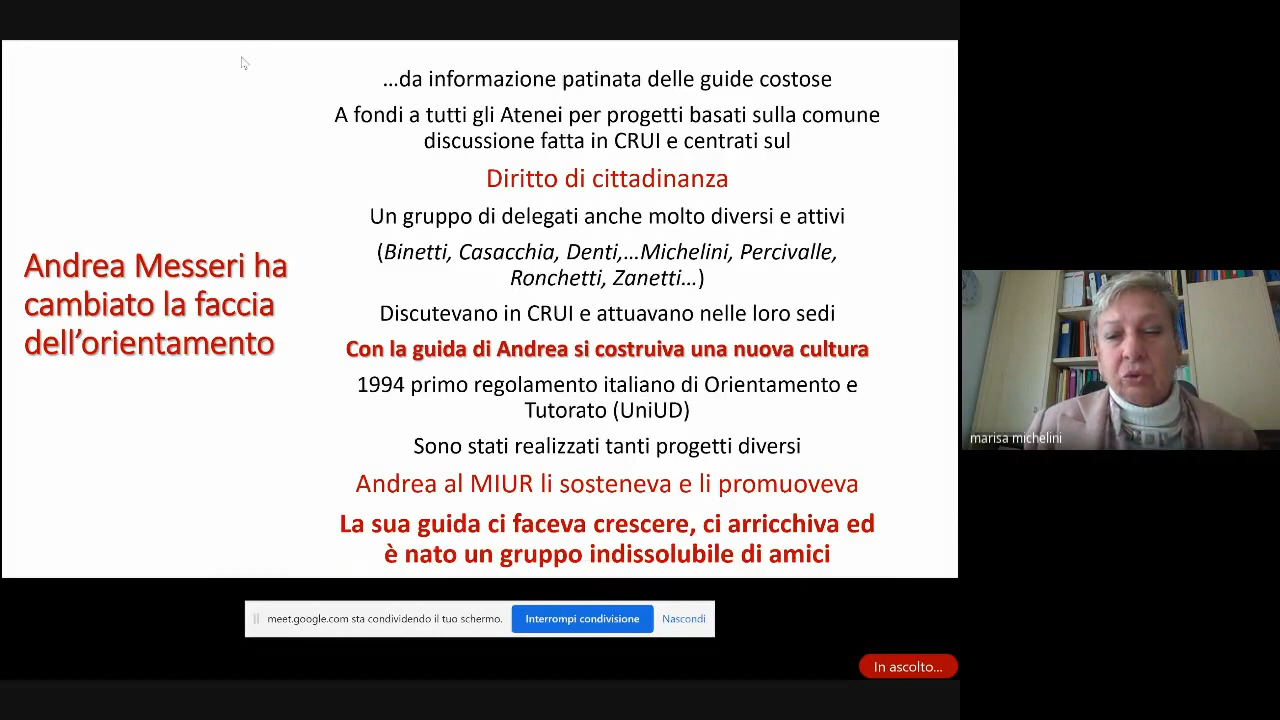 …da informazione patinata delle guide costose
A fondi a tutti gli Atenei per progetti basati sulla comune
discussione fatta in CRUI e centrati sul
Diritto di cittadinanza
Un gruppo di delegati anche molto diversi e attivi
(Binetti, Casacchia, Denti,…Michelini, Percivalle,
Ronchetti, Zanetti…)
Discutevano in CRUI e attuavano nelle loro sedi
Con la guida di Andrea si costruiva una nuova cultura
1994 primo regolamento italiano di Orientamento e
Tutorato (UniUD)
Sono stati realizzati tanti progetti diversi
Andrea al MIUR li sosteneva e li promuoveva
La sua guida ci faceva crescere, ci arricchiva ed
è nato un gruppo indissolubile di amici
Andrea Messeri ha
cambiato la faccia
dell’orientamento
marisa michelini
meet.google.com sta condividendo il tuo schermo.
Interrompi condivisione
Nascondi
In ascolto...